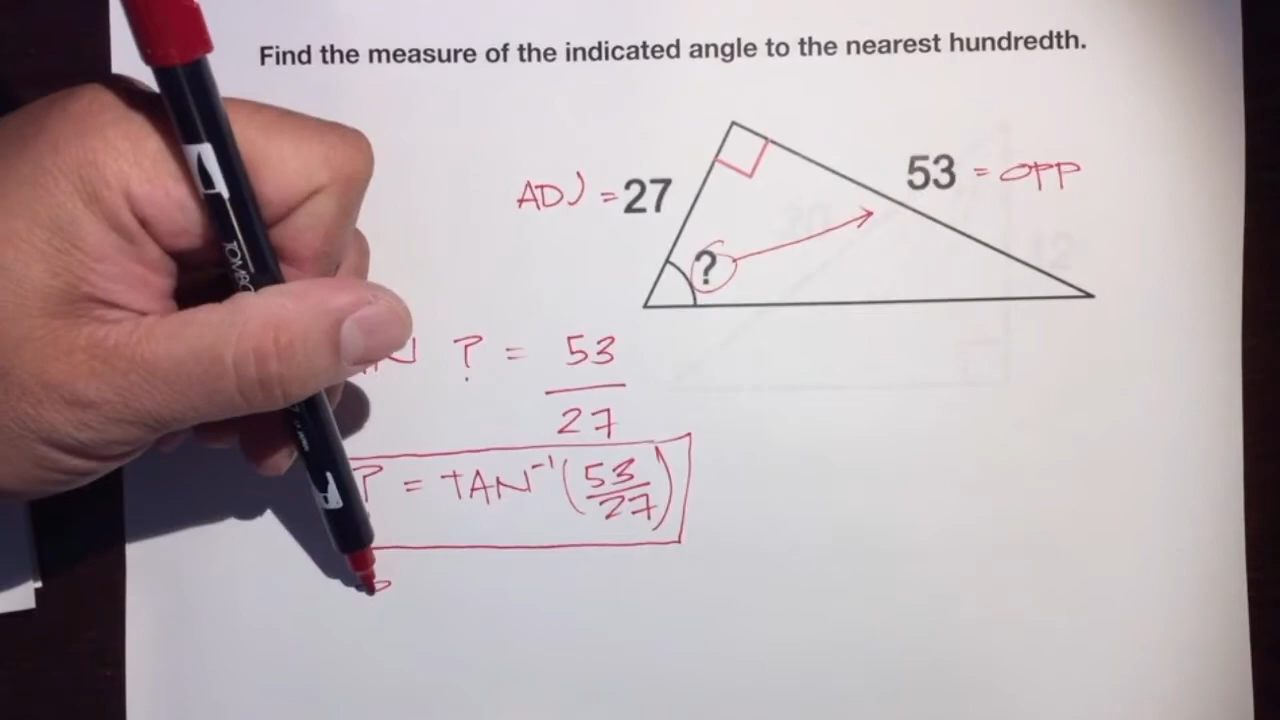 Find the measure of the indicated angle to the nearest hundredth.
ADJ = 27
53 = OPP
?
? = 53
27
? = TAN⁻¹(53/27)
TOMBO